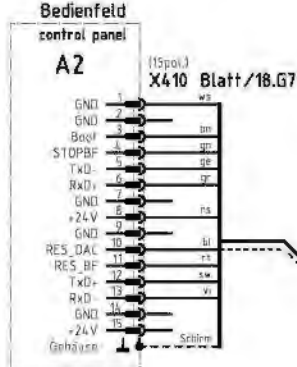 Bedienfeld
control panel
A2
(15pol.)
X410 Blatt/18.G7
GND 1 ws
GND 2
Boot 3 bn
STOPBF 4 gn
TxD- 5 ge
RxD+ 6 gr
GND 7
+24V 8 rs
GND 9
RES_DAC 10 bl
RES_BF 11 rt
TxD+ 12 sw
RxD- 13 vi
GND 14
+24V 15
Gehäuse Schirm